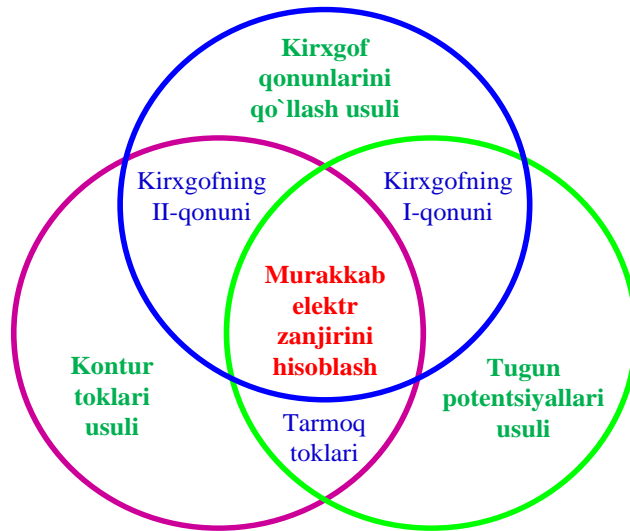 Kirxgof
qonunlarini
qo`llash usuli
Kirxgofning
II-qonuni
Kirxgofning
I-qonuni
Murakkab
elektr
zanjirini
hisoblash
Kontur
toklari
usuli
Tugun
potentsiyallari
usuli
Tarmoq
toklari